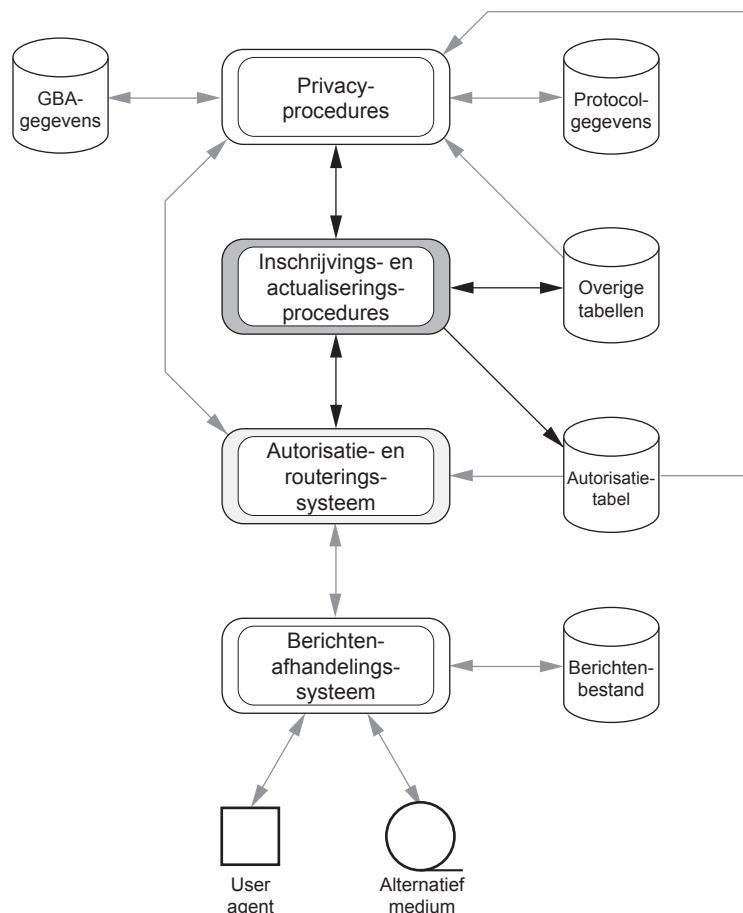 Privacy-
procedures
GBA-
gegevens
Protocol-
gegevens
Inschrijvings- en
actualiserings-
procedures
Overige
tabellen
Autorisatie- en
routerings-
systeem
Autorisatie-
tabel
Berichten-
afhandelings-
systeem
Berichten-
bestand
User
agent
Alternatief
medium